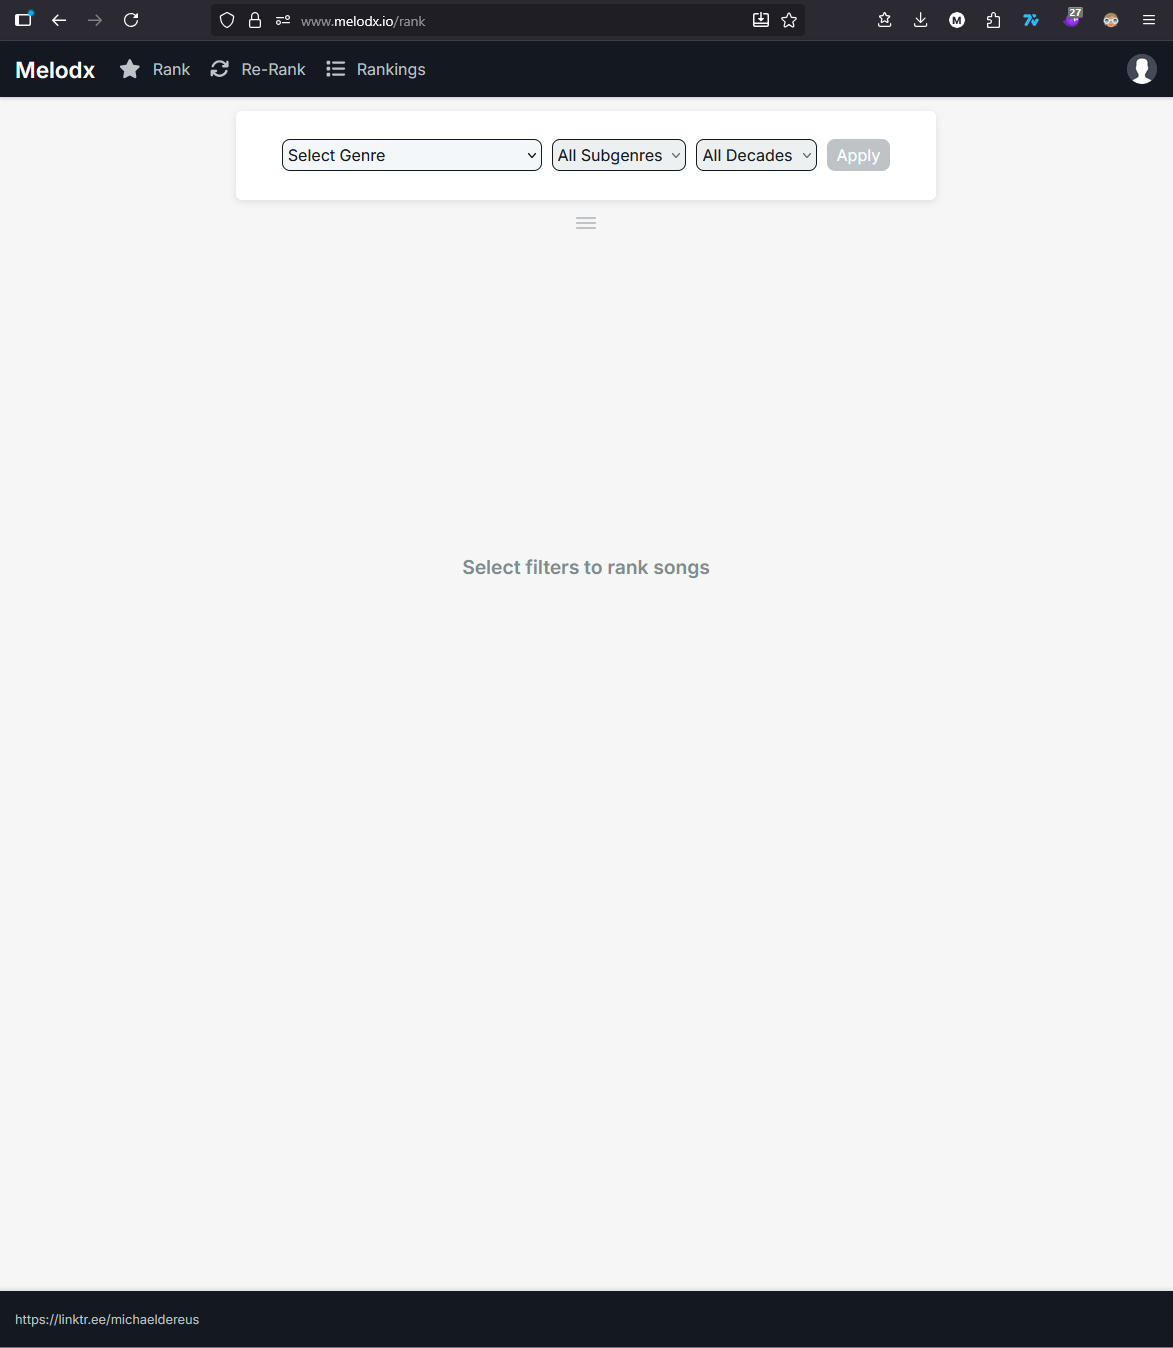 www.melodx.io/rank
M
27
Melodx Rank Re-Rank Rankings
Select Genre All Subgenres All Decades Apply
Select filters to rank songs
https://linktr.ee/michaeldereus